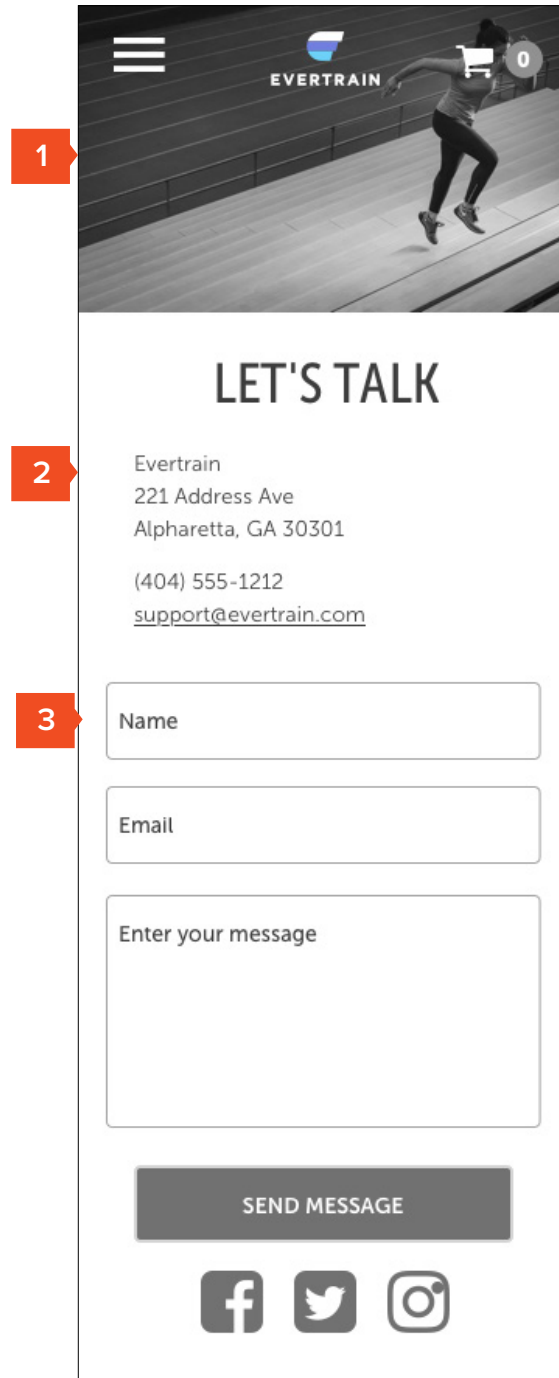 EVERTRAIN
0
1
LET'S TALK
2
Evertrain
221 Address Ave
Alpharetta, GA 30301
(404) 555-1212
support@evertrain.com
3
Name
Email
Enter your message
SEND MESSAGE